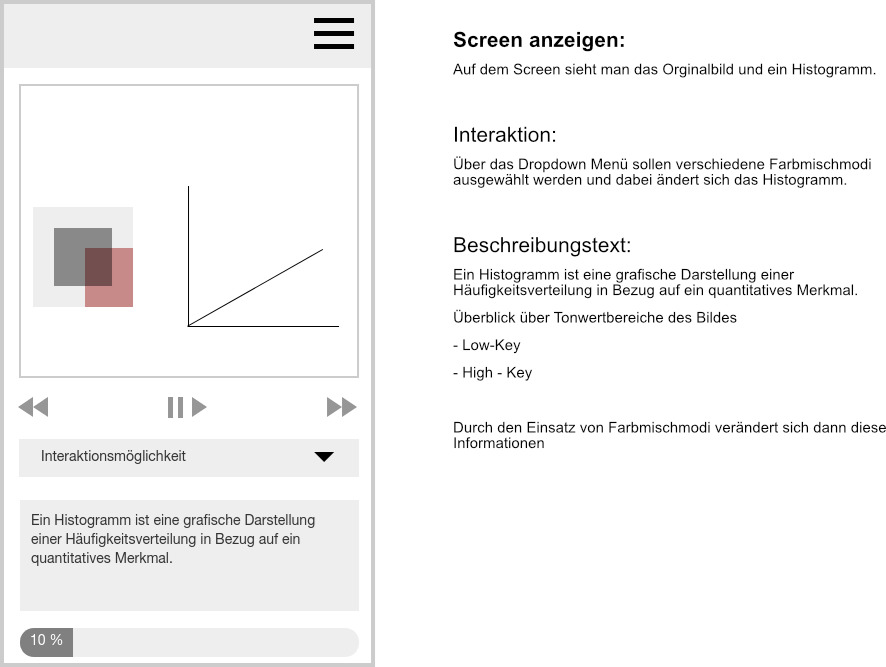 Interaktionsmöglichkeit
Ein Histogramm ist eine grafische Darstellung
einer Häufigkeitsverteilung in Bezug auf ein
quantitatives Merkmal.
10 %
Screen anzeigen:
Auf dem Screen sieht man das Orginalbild und ein Histogramm.
Interaktion:
Über das Dropdown Menü sollen verschiedene Farbmischmodi
ausgewählt werden und dabei ändert sich das Histogramm.
Beschreibungstext:
Ein Histogramm ist eine grafische Darstellung einer
Häufigkeitsverteilung in Bezug auf ein quantitatives Merkmal.
Überblick über Tonwertbereiche des Bildes
- Low-Key
- High - Key
Durch den Einsatz von Farbmischmodi verändert sich dann diese
Informationen